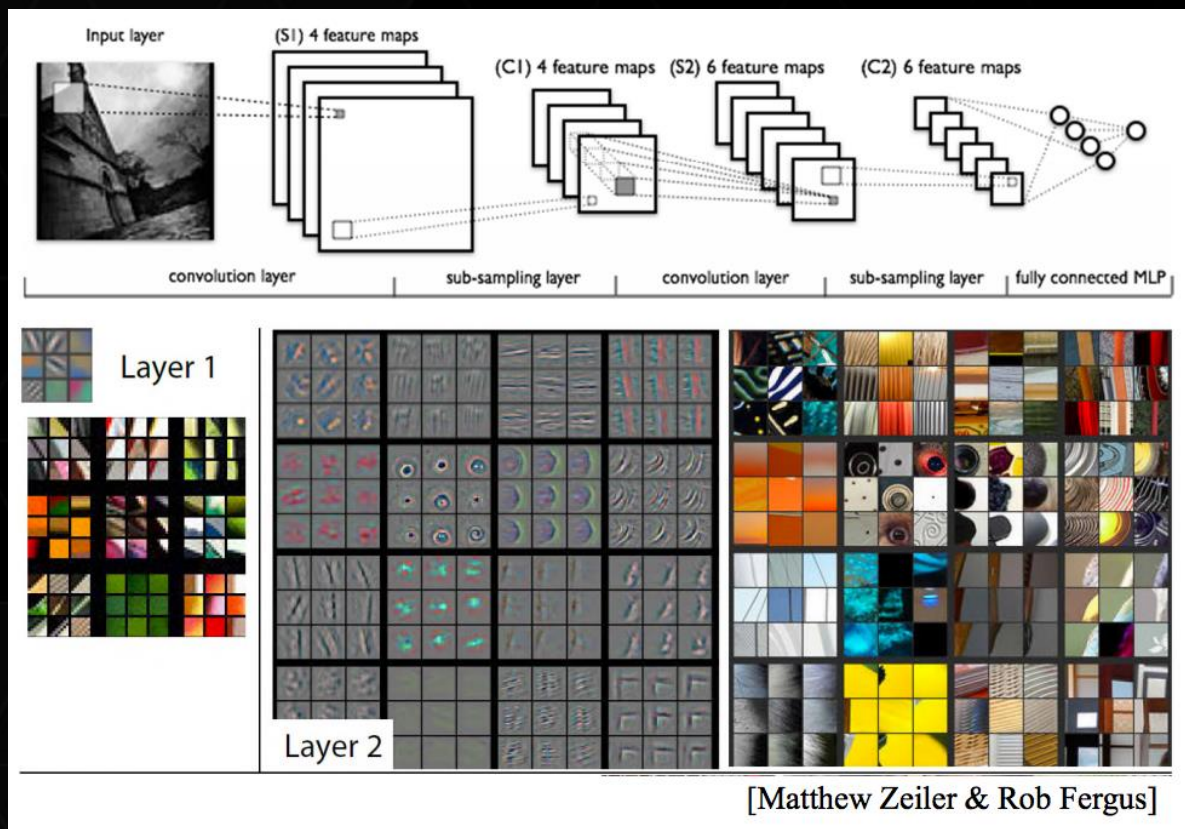 Input layer
(S1) 4 feature maps
(C1) 4 feature maps
(S2) 6 feature maps
(C2) 6 feature maps
convolution layer
sub-sampling layer
convolution layer
sub-sampling layer
fully connected MLP
Layer 1
Layer 2
[Matthew Zeiler & Rob Fergus]